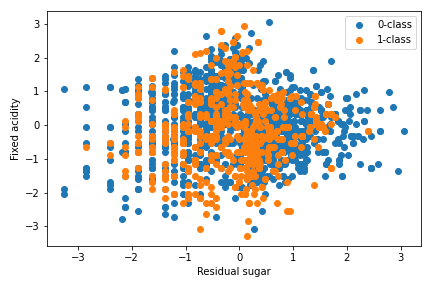 0-class
1-class
3
2
1
0
−1
−2
−3
Fixed acidity
−3 −2 −1 0 1 2 3
Residual sugar